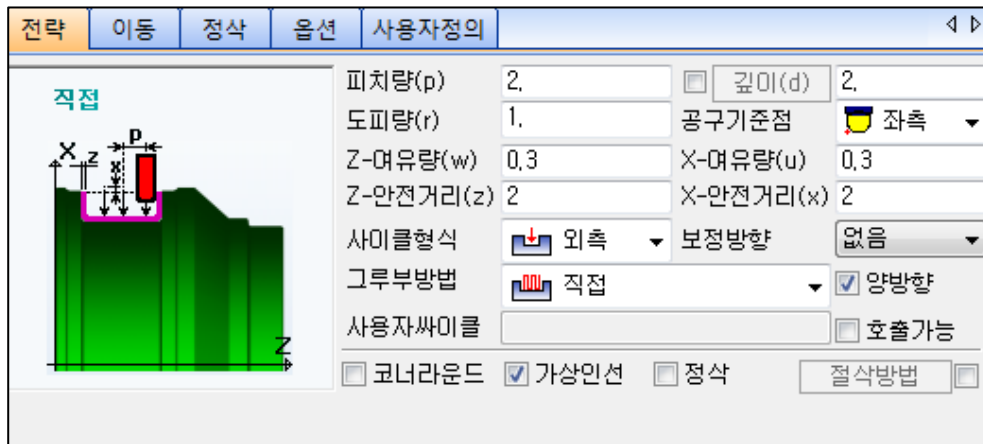 전략 이동 정삭 옵션 사용자정의
직접
P
X z
x
Z
피치량(p) 2, 깊이(d) 2,
도피량(r) 1, 공구기준점 좌측
Z-여유량(w) 0,3 X-여유량(u) 0,3
Z-안전거리(z) 2 X-안전거리(x) 2
사이클형식 외측 보정방향 없음
그루부방법 직접 양방향
사용자싸이클 호출가능
코너라운드 가상인선 정삭 절삭방법